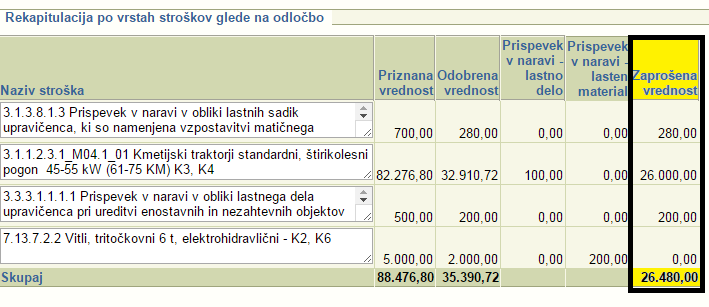 Rekapitulacija po vrstah stroškov glede na odločbo
Naziv stroška
Priznana vrednost
Odobrena vrednost
Prispevek v naravi - lastno delo
Prispevek v naravi - lasten material
Zaprošena vrednost
3.1.3.8.1.3 Prispevek v naravi v obliki lastnih sadik
upravičenca, ki so namenjena vzpostavitvi matičnega
700,00 280,00 0,00 0,00 280,00
3.1.1.2.3.1_M04.1_01 Kmetijski traktorji standardni, štirikolesni
pogon 45-55 kW (61-75 KM) K3, K4
82.276,80 32.910,72 100,00 0,00 26.000,00
3.3.3.1.1.1.1 Prispevek v naravi v obliki lastnega dela
upravičenca pri ureditvi enostavnih in nezahtevnih objektov
500,00 200,00 0,00 0,00 200,00
7.13.7.2.2 Vitli, tritočkovni 6 t, elektrohidravlični - K2, K6
5.000,00 2.000,00 0,00 200,00 0,00
Skupaj 88.476,80 35.390,72 26.480,00